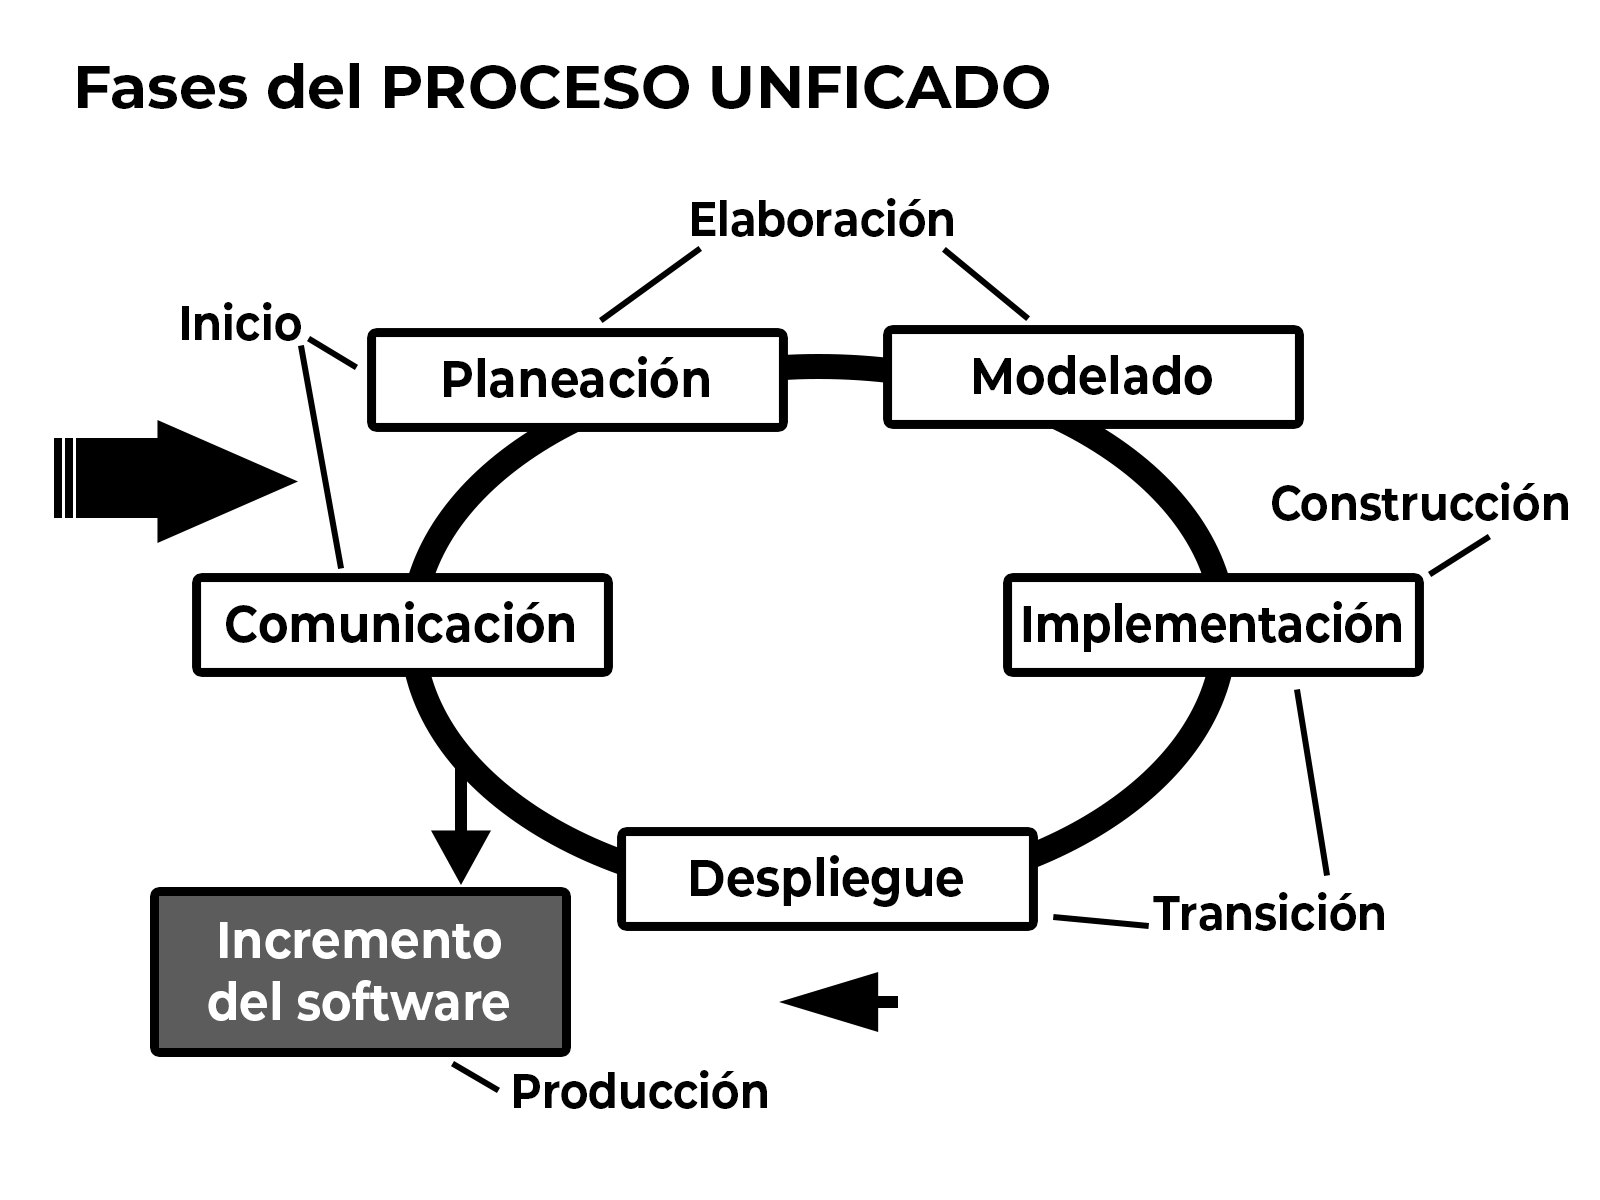 Fases del PROCESO UNFICADO
Elaboración
Inicio
Planeación
Modelado
Construcción
Comunicación
Implementación
Despliegue
Transición
Incremento
del software
Producción